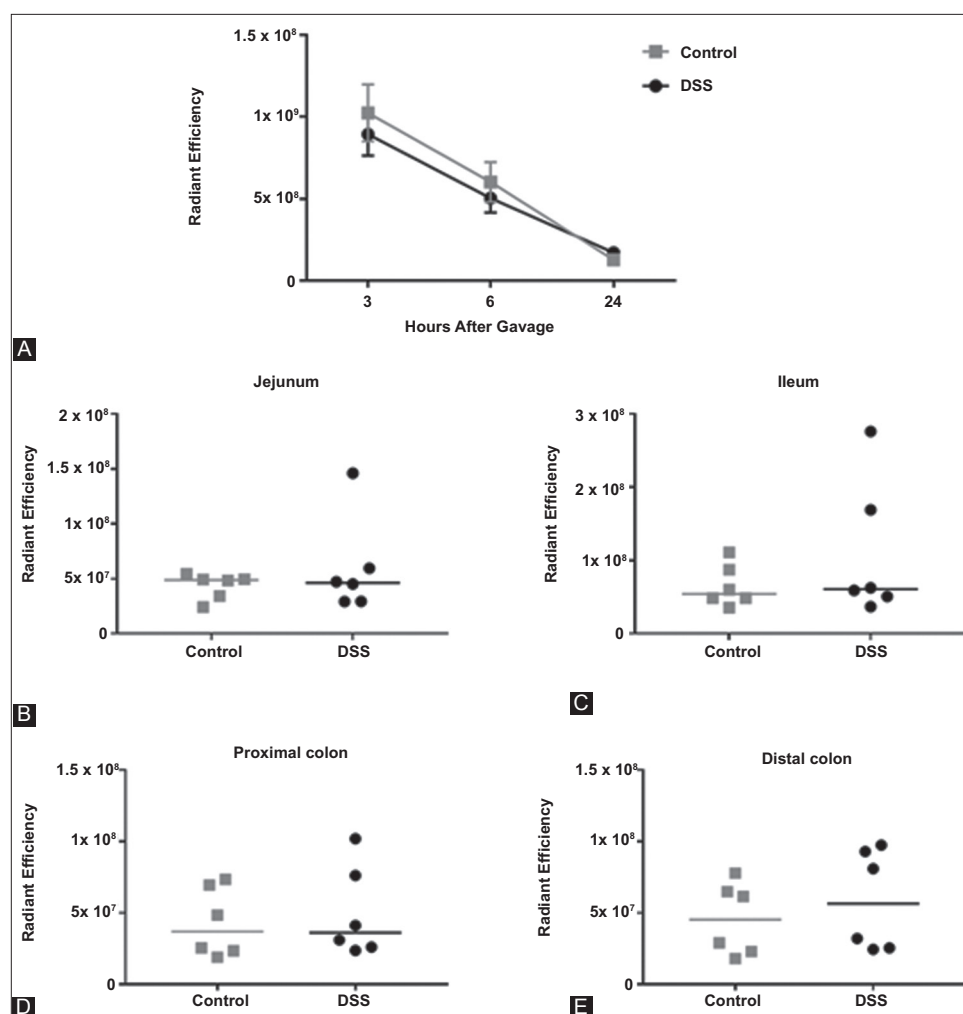 1.5 x 10⁸
Control
DSS
1x 10⁹
5x 10⁸
0
Radiant Efficiency
3 6 24
Hours After Gavage
A
Jejunum
2 x 10⁸
1.5 x 10⁸
1x 10⁸
5x 10⁷
0
Radiant Efficiency
Control DSS
B
Ileum
3 x 10⁸
2 x 10⁸
1x 10⁸
0
Radiant Efficiency
Control DSS
C
Proximal colon
1.5 x 10⁸
1x 10⁸
5x 10⁷
0
Radiant Efficiency
Control DSS
D
Distal colon
1.5 x 10⁸
1x 10⁸
5x 10⁷
0
Radiant Efficiency
Control DSS
E